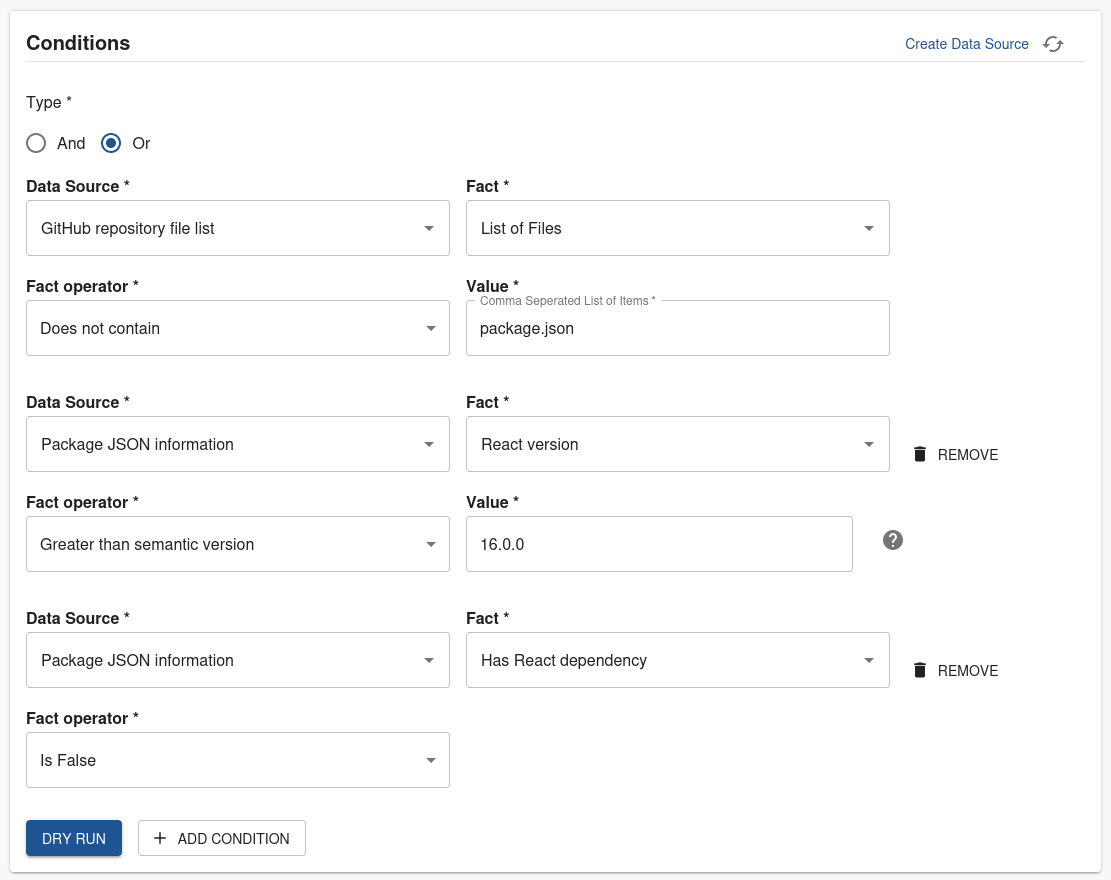 Conditions
Create Data Source
Type *
And
Or
Data Source *
Fact *
GitHub repository file list
List of Files
Fact operator *
Value *
Comma Seperated List of Items *
Does not contain
package.json
Data Source *
Fact *
Package JSON information
React version
REMOVE
Fact operator *
Value *
Greater than semantic version
16.0.0
?
Data Source *
Fact *
Package JSON information
Has React dependency
REMOVE
Fact operator *
Is False
DRY RUN
+ ADD CONDITION